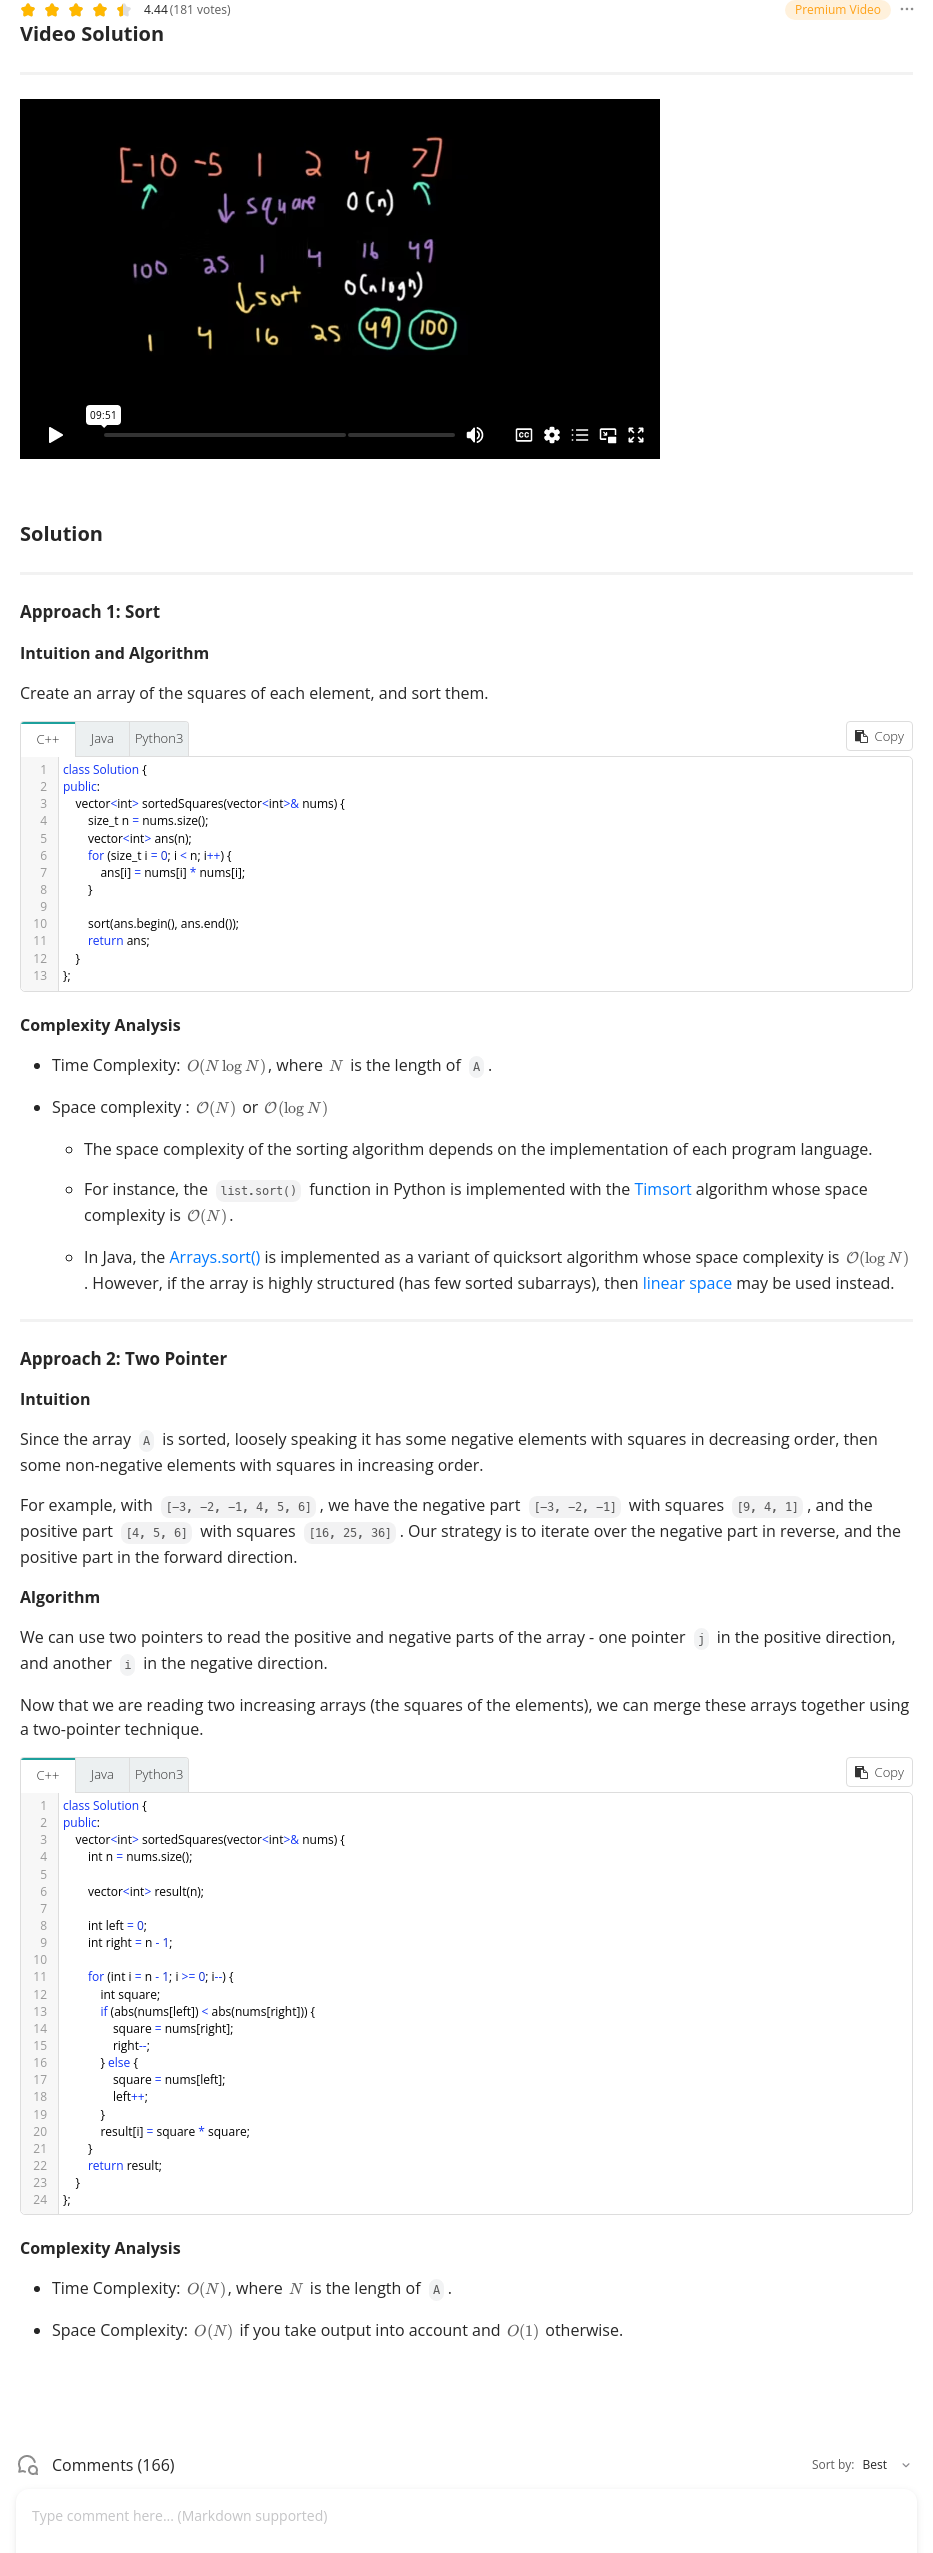 4.44 (181 votes)
Premium Video
Video Solution
[-10 -5 1 2 4 7]
↓ square O(n)
100 25 1 4 16 49
↓ sort O(nlogn)
1 4 16 25 49 100
09:51
CC
Solution
Approach 1: Sort
Intuition and Algorithm
Create an array of the squares of each element, and sort them.
C++ Java Python3 Copy
1 class Solution {
2 public:
3     vector<int> sortedSquares(vector<int>& nums) {
4         size_t n = nums.size();
5         vector<int> ans(n);
6         for (size_t i = 0; i < n; i++) {
7             ans[i] = nums[i] * nums[i];
8         }
9
10         sort(ans.begin(), ans.end());
11         return ans;
12     }
13 };
Complexity Analysis
• Time Complexity: O(N log N), where N is the length of A.
• Space complexity : O(N) or O(log N)
◦ The space complexity of the sorting algorithm depends on the implementation of each program language.
◦ For instance, the list.sort() function in Python is implemented with the Timsort algorithm whose space
complexity is O(N).
◦ In Java, the Arrays.sort() is implemented as a variant of quicksort algorithm whose space complexity is O(log N)
. However, if the array is highly structured (has few sorted subarrays), then linear space may be used instead.
Approach 2: Two Pointer
Intuition
Since the array A is sorted, loosely speaking it has some negative elements with squares in decreasing order, then
some non-negative elements with squares in increasing order.
For example, with [-3, -2, -1, 4, 5, 6], we have the negative part [-3, -2, -1] with squares [9, 4, 1], and the
positive part [4, 5, 6] with squares [16, 25, 36]. Our strategy is to iterate over the negative part in reverse, and the
positive part in the forward direction.
Algorithm
We can use two pointers to read the positive and negative parts of the array - one pointer j in the positive direction,
and another i in the negative direction.
Now that we are reading two increasing arrays (the squares of the elements), we can merge these arrays together using
a two-pointer technique.
C++ Java Python3 Copy
1 class Solution {
2 public:
3     vector<int> sortedSquares(vector<int>& nums) {
4         int n = nums.size();
5
6         vector<int> result(n);
7
8         int left = 0;
9         int right = n - 1;
10
11         for (int i = n - 1; i >= 0; i--) {
12             int square;
13             if (abs(nums[left]) < abs(nums[right])) {
14                 square = nums[right];
15                 right--;
16             } else {
17                 square = nums[left];
18                 left++;
19             }
20             result[i] = square * square;
21         }
22         return result;
23     }
24 };
Complexity Analysis
• Time Complexity: O(N), where N is the length of A.
• Space Complexity: O(N) if you take output into account and O(1) otherwise.
Comments (166)
Sort by: Best
Type comment here... (Markdown supported)